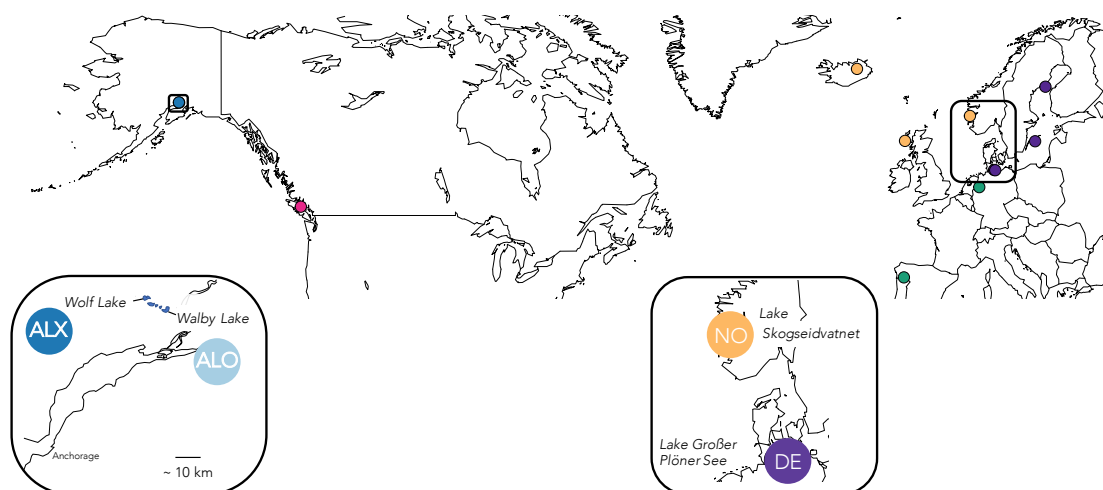 Wolf Lake
Walby Lake
ALX
ALO
Anchorage
~ 10 km
Lake
Skogseidvatnet
NO
Lake Großer
Plöner See
DE